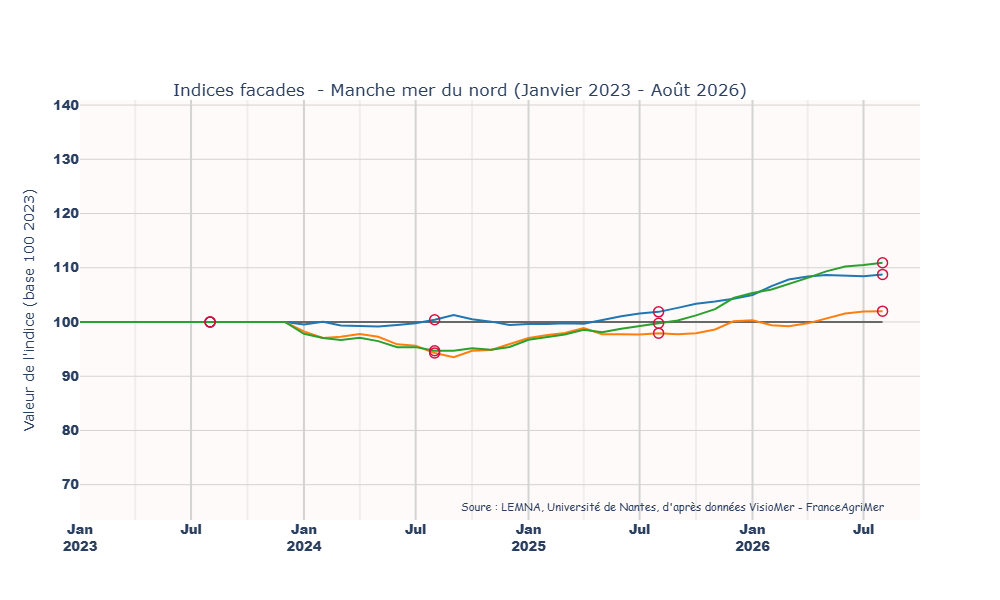 Indices facades  - Manche mer du nord (Janvier 2023 - Août 2026)
Valeur de l'indice (base 100 2023)
140
130
120
110
100
90
80
70
Soure : LEMNA, Université de Nantes, d'après données VisioMer - FranceAgriMer
Jan Jul Jan Jul Jan Jul Jan Jul
2023 2024 2025 2026